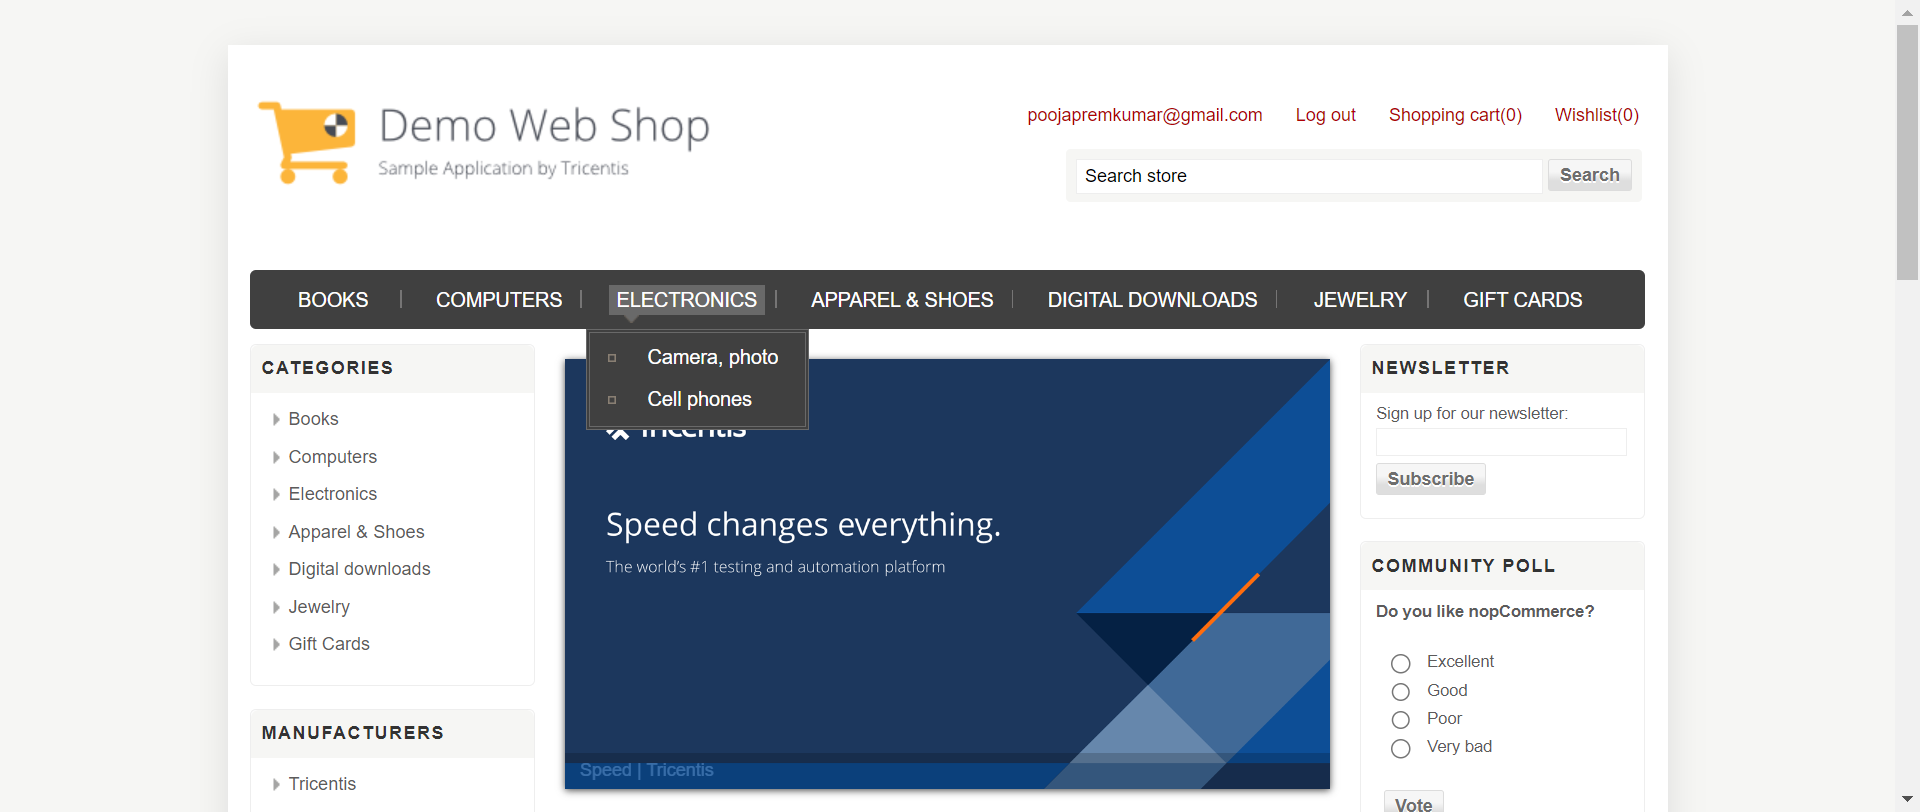 Demo Web Shop
Sample Application by Tricentis
poojapremkumar@gmail.com Log out Shopping cart(0) Wishlist(0)
Search store Search
BOOKS COMPUTERS ELECTRONICS APPAREL & SHOES DIGITAL DOWNLOADS JEWELRY GIFT CARDS
Camera, photo
Cell phones
CATEGORIES
Books
Computers
Electronics
Apparel & Shoes
Digital downloads
Jewelry
Gift Cards
MANUFACTURERS
Tricentis
Tricentis
Speed changes everything.
The world's #1 testing and automation platform
Speed | Tricentis
NEWSLETTER
Sign up for our newsletter:
Subscribe
COMMUNITY POLL
Do you like nopCommerce?
Excellent
Good
Poor
Very bad
Vote